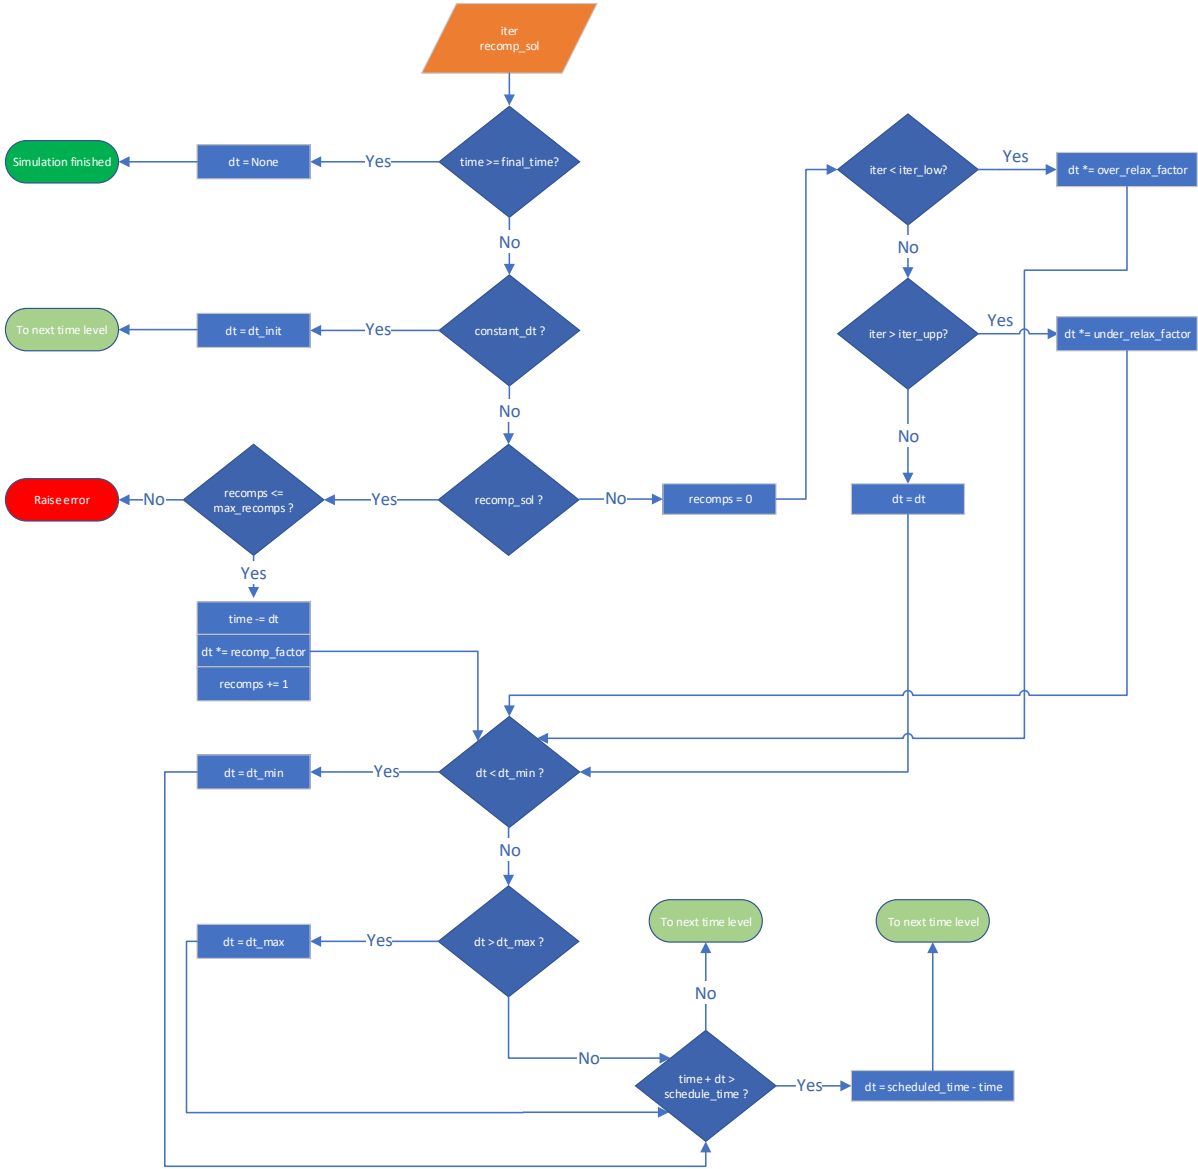 iter
recomp_sol
time >= final_time?
Yes
dt = None
Simulation finished
No
constant_dt ?
Yes
dt = dt_init
To next time level
No
recomp_sol ?
Yes
recomps <=
max_recomps ?
No
Raise error
Yes
time -= dt
dt *= recomp_factor
recomps += 1
No
recomps = 0
iter < iter_low?
Yes
dt *= over_relax_factor
No
iter > iter_upp?
Yes
dt *= under_relax_factor
No
dt = dt
dt < dt_min ?
Yes
dt = dt_min
No
dt > dt_max ?
Yes
dt = dt_max
No
time + dt >
schedule_time ?
No
To next time level
Yes
dt = scheduled_time - time
To next time level